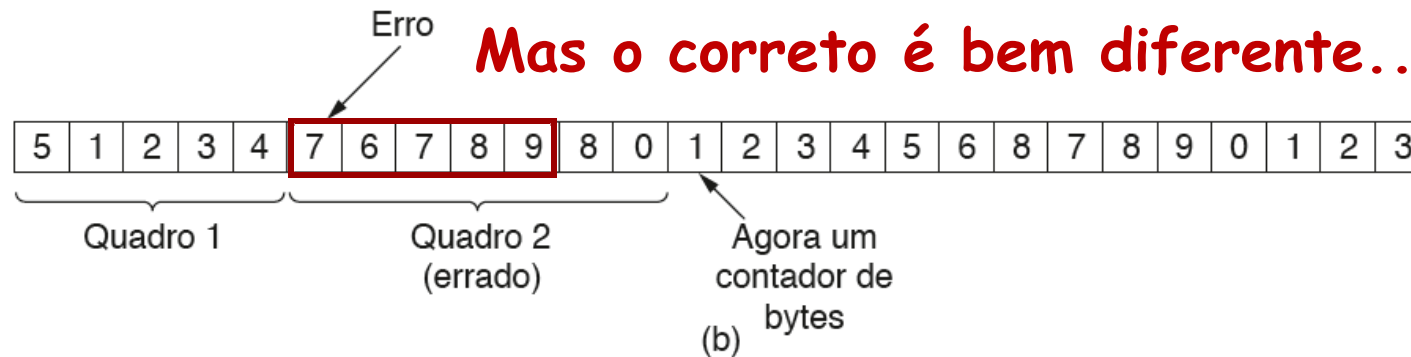 Erro
Mas o correto é bem diferente..
5 1 2 3 4 7 6 7 8 9 8 0 1 2 3 4 5 6 8 7 8 9 0 1 2 3
Quadro 1
Quadro 2
(errado)
Agora um
contador de
bytes
(b)